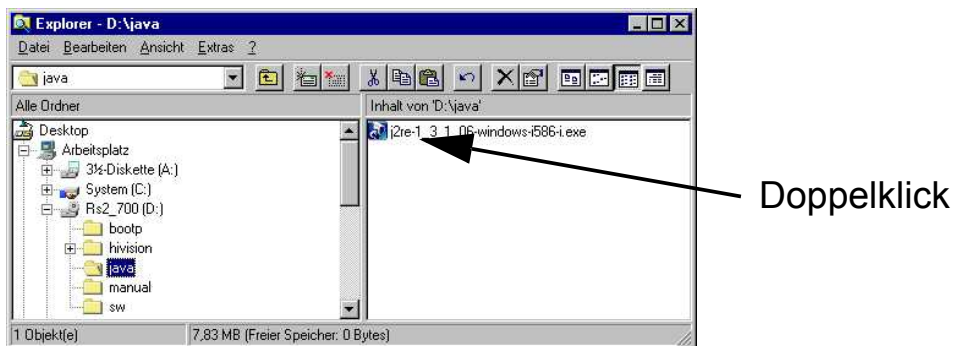 Explorer - D:\java
Datei Bearbeiten Ansicht Extras ?
java
Alle Ordner
Inhalt von 'D:\java'
Desktop
Arbeitsplatz
3½-Diskette (A:)
System (C:)
Rs2_700 (D:)
bootp
hivision
java
manual
sw
j2re-1_3_1_06-windows-i586-i.exe
Doppelklick
1 Objekt(e)
7,83 MB (Freier Speicher: 0 Bytes)